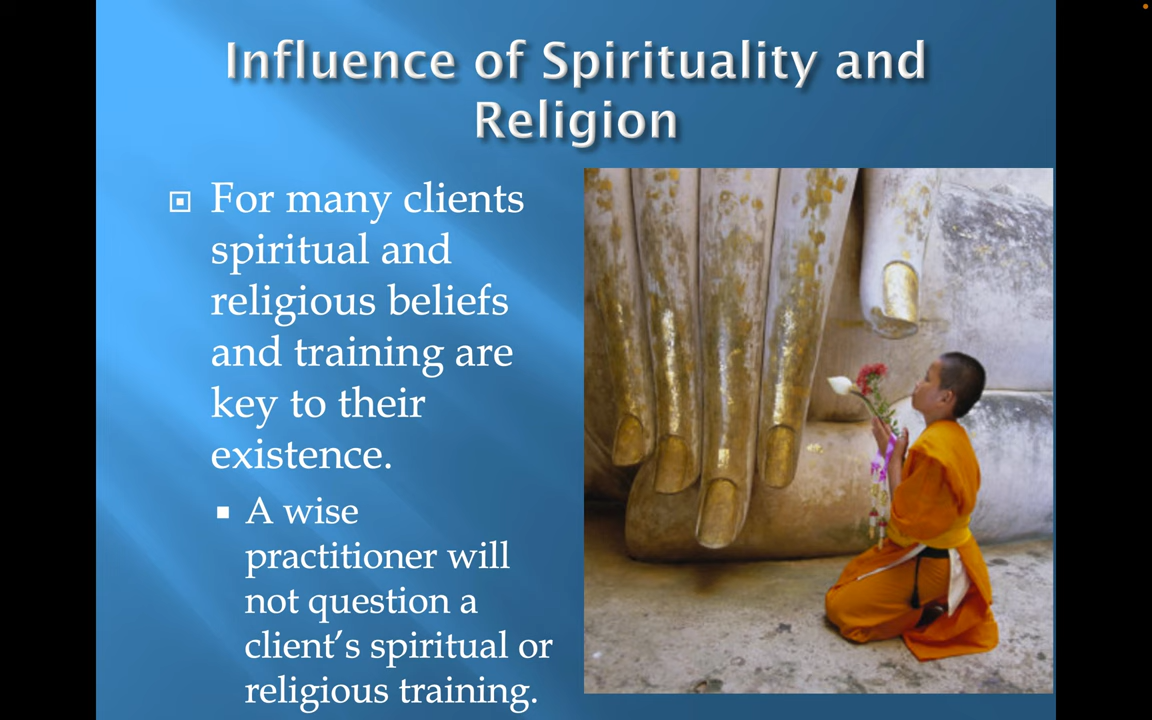 Influence of Spirituality and
Religion
For many clients
spiritual and
religious beliefs
and training are
key to their
existence.
A wise
practitioner will
not question a
client’s spiritual or
religious training.